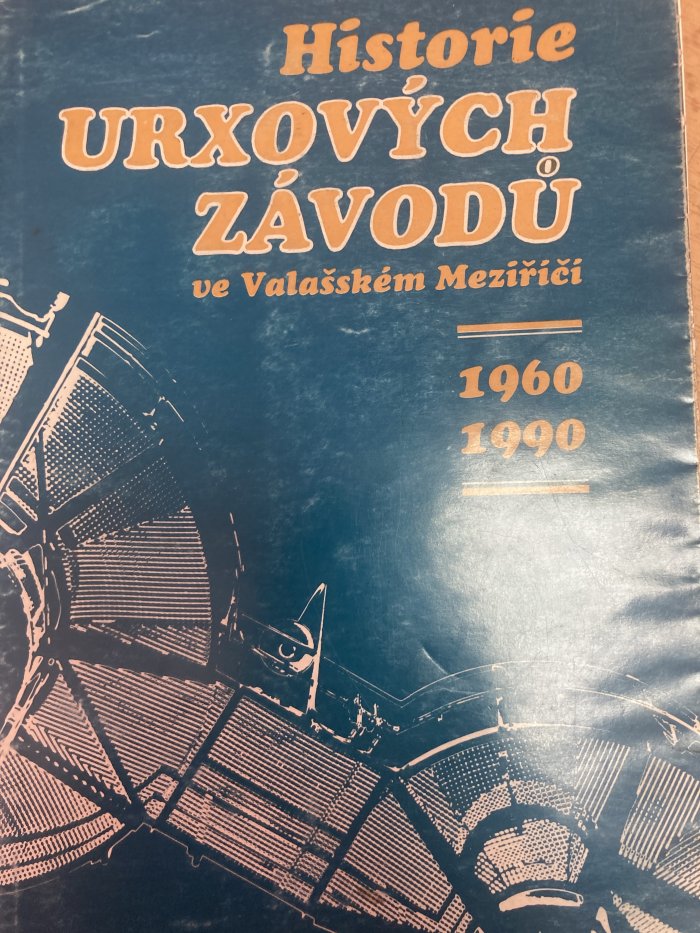 Historie
URXOVÝCH
ZÁVODŮ
ve Valašském Meziříčí
1960
1990